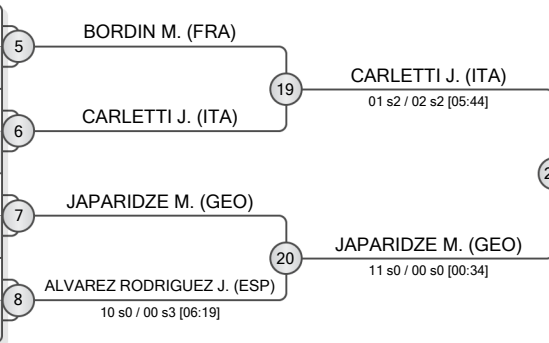 5
BORDIN M. (FRA)
19
CARLETTI J. (ITA)
01 s2 / 02 s2 [05:44]
6
CARLETTI J. (ITA)
7
JAPARIDZE M. (GEO)
20
JAPARIDZE M. (GEO)
11 s0 / 00 s0 [00:34]
8
ALVAREZ RODRIGUEZ J. (ESP)
10 s0 / 00 s3 [06:19]